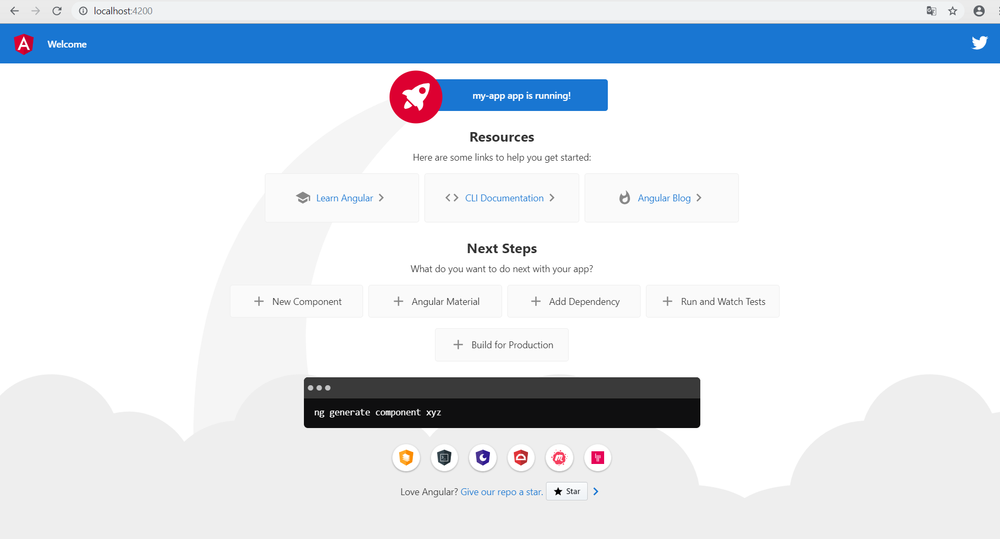 localhost:4200
Welcome
my-app app is running!
Resources
Here are some links to help you get started:
Learn Angular
CLI Documentation
Angular Blog
Next Steps
What do you want to do next with your app?
New Component
Angular Material
Add Dependency
Run and Watch Tests
Build for Production
ng generate component xyz
Love Angular? Give our repo a star. Star